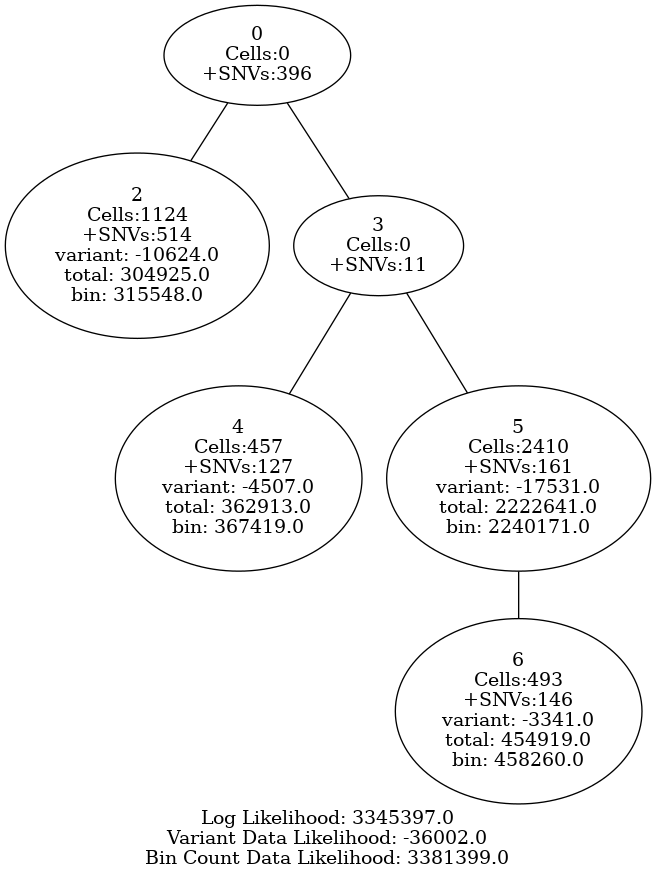 0
Cells:0
+SNVs:396
2
Cells:1124
+SNVs:514
variant: -10624.0
total: 304925.0
bin: 315548.0
3
Cells:0
+SNVs:11
4
Cells:457
+SNVs:127
variant: -4507.0
total: 362913.0
bin: 367419.0
5
Cells:2410
+SNVs:161
variant: -17531.0
total: 2222641.0
bin: 2240171.0
6
Cells:493
+SNVs:146
variant: -3341.0
total: 454919.0
bin: 458260.0
Log Likelihood: 3345397.0
Variant Data Likelihood: -36002.0
Bin Count Data Likelihood: 3381399.0